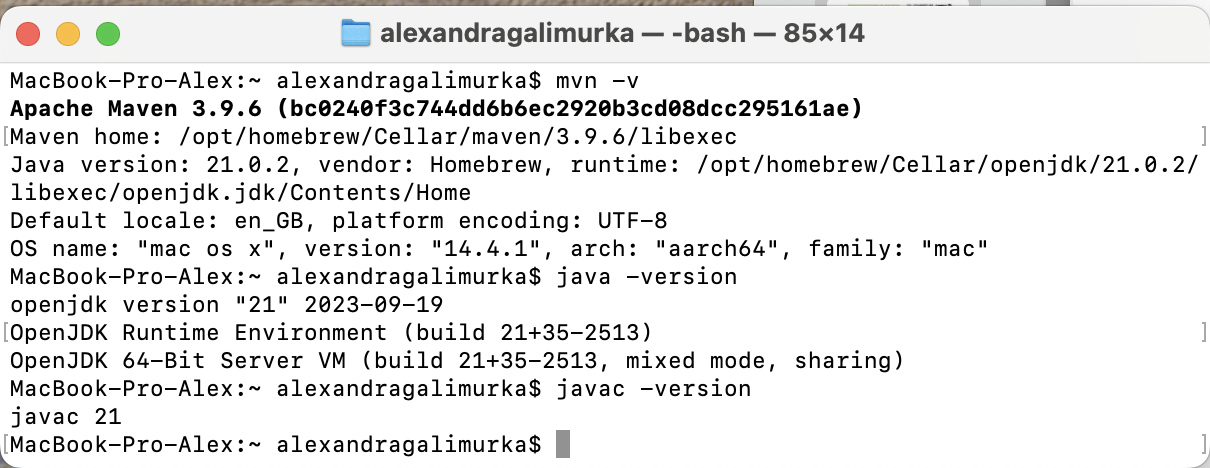 alexandragalimurka — -bash — 85×14
MacBook-Pro-Alex:~ alexandragalimurka$ mvn -v
Apache Maven 3.9.6 (bc0240f3c744dd6b6ec2920b3cd08dcc295161ae)
[Maven home: /opt/homebrew/Cellar/maven/3.9.6/libexec ]
Java version: 21.0.2, vendor: Homebrew, runtime: /opt/homebrew/Cellar/openjdk/21.0.2/
libexec/openjdk.jdk/Contents/Home
Default locale: en_GB, platform encoding: UTF-8
OS name: "mac os x", version: "14.4.1", arch: "aarch64", family: "mac"
MacBook-Pro-Alex:~ alexandragalimurka$ java -version
openjdk version "21" 2023-09-19
[OpenJDK Runtime Environment (build 21+35-2513) ]
OpenJDK 64-Bit Server VM (build 21+35-2513, mixed mode, sharing)
MacBook-Pro-Alex:~ alexandragalimurka$ javac -version
javac 21
[MacBook-Pro-Alex:~ alexandragalimurka$ ]